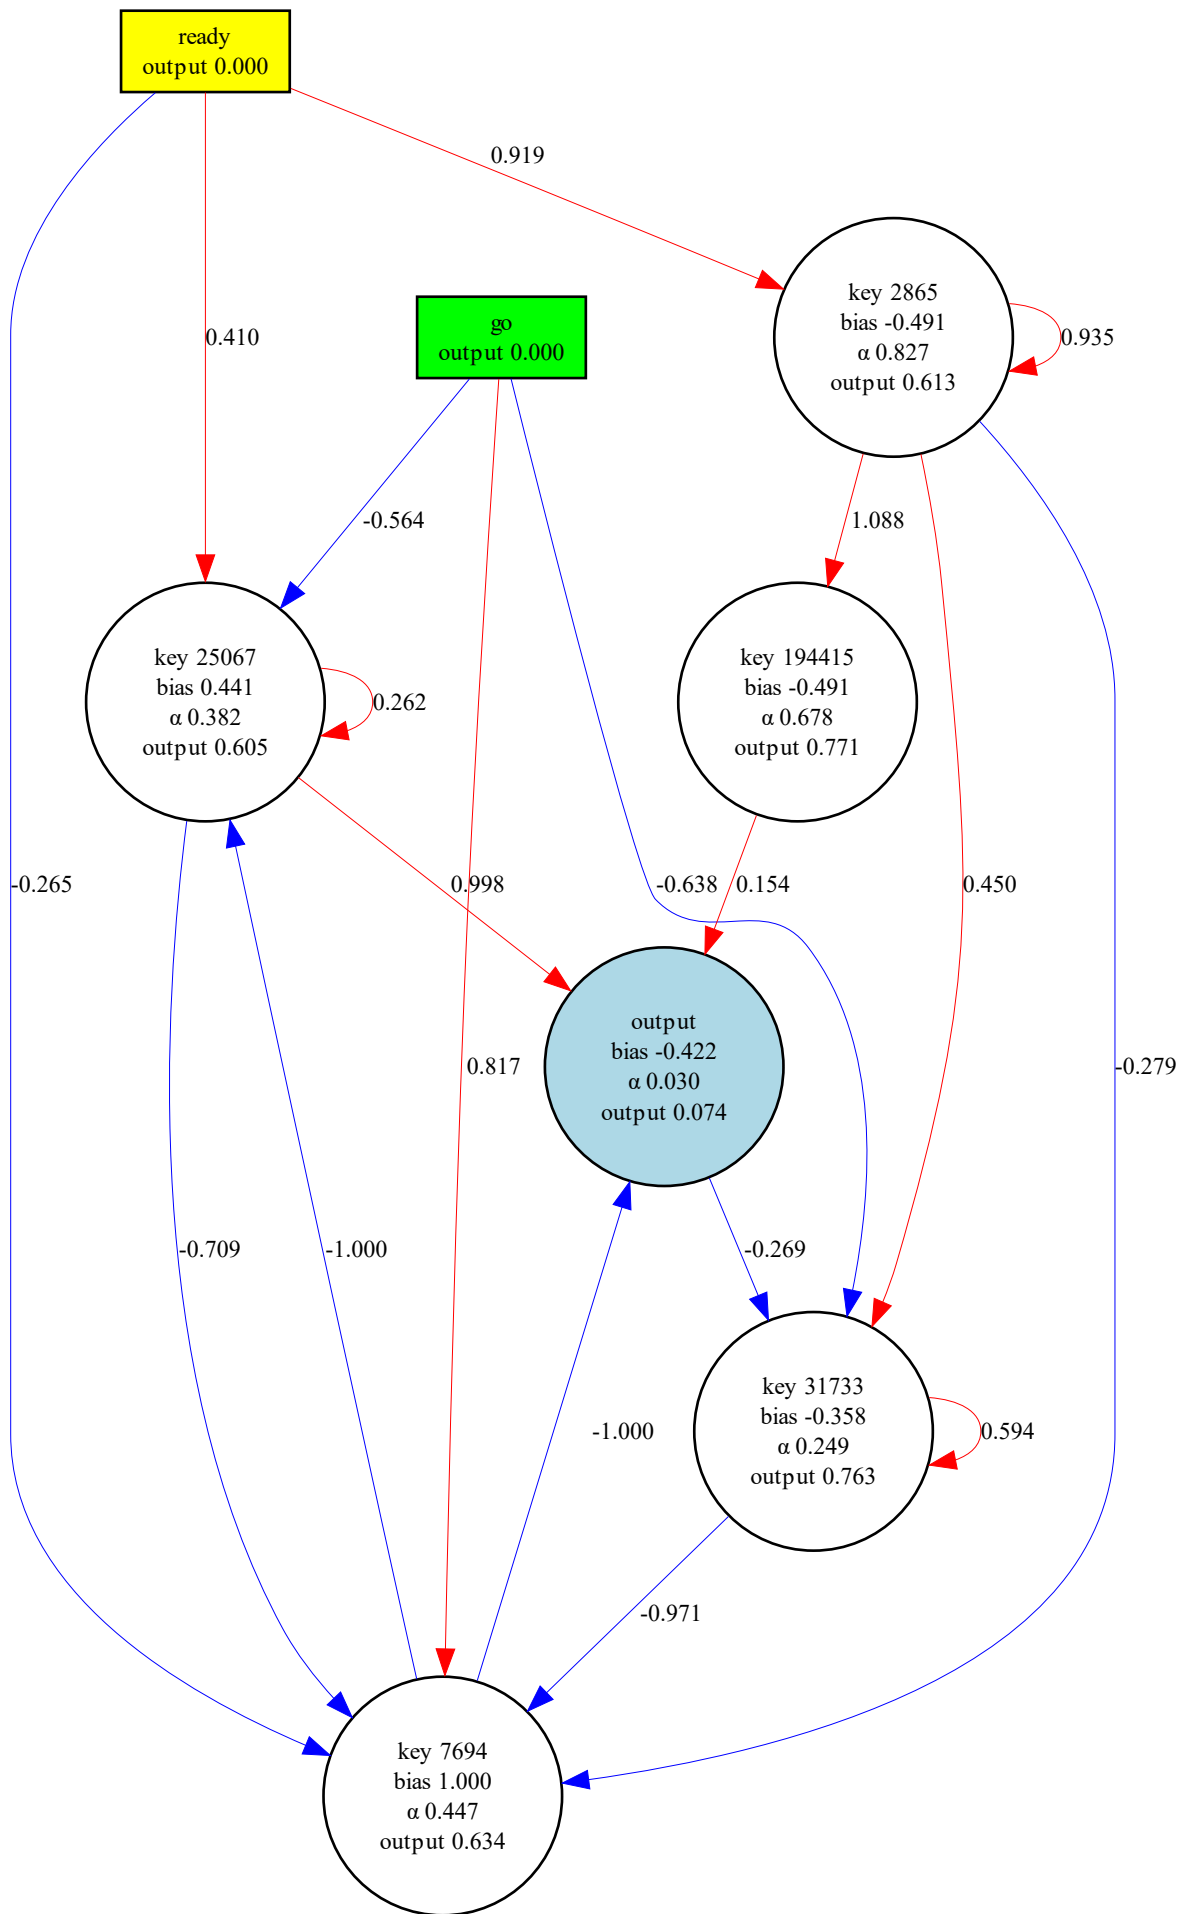 ready
output 0.000
0.919
key 2865
bias -0.491
α 0.827
output 0.613
0.935
go
output 0.000
0.410
-0.564
1.088
key 25067
bias 0.441
α 0.382
output 0.605
0.262
key 194415
bias -0.491
α 0.678
output 0.771
-0.265
0.998
-0.638
0.154
0.450
output
bias -0.422
α 0.030
output 0.074
0.817
-0.279
-0.709
-1.000
-0.269
-1.000
key 31733
bias -0.358
α 0.249
output 0.763
0.594
-0.971
key 7694
bias 1.000
α 0.447
output 0.634